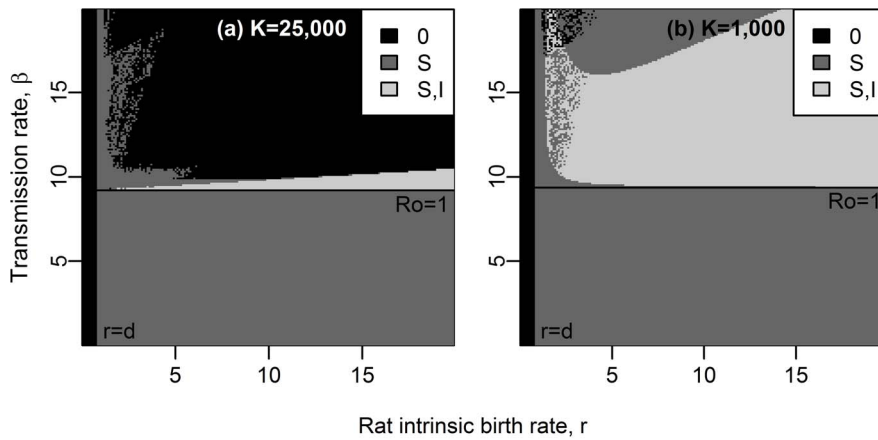 (a) K=25,000
0
S
S,I
(b) K=1,000
0
S
S,I
Transmission rate, β
15
10
5
Ro=1
r=d
15
10
5
Ro=1
r=d
5
10
15
5
10
15
Rat intrinsic birth rate, r